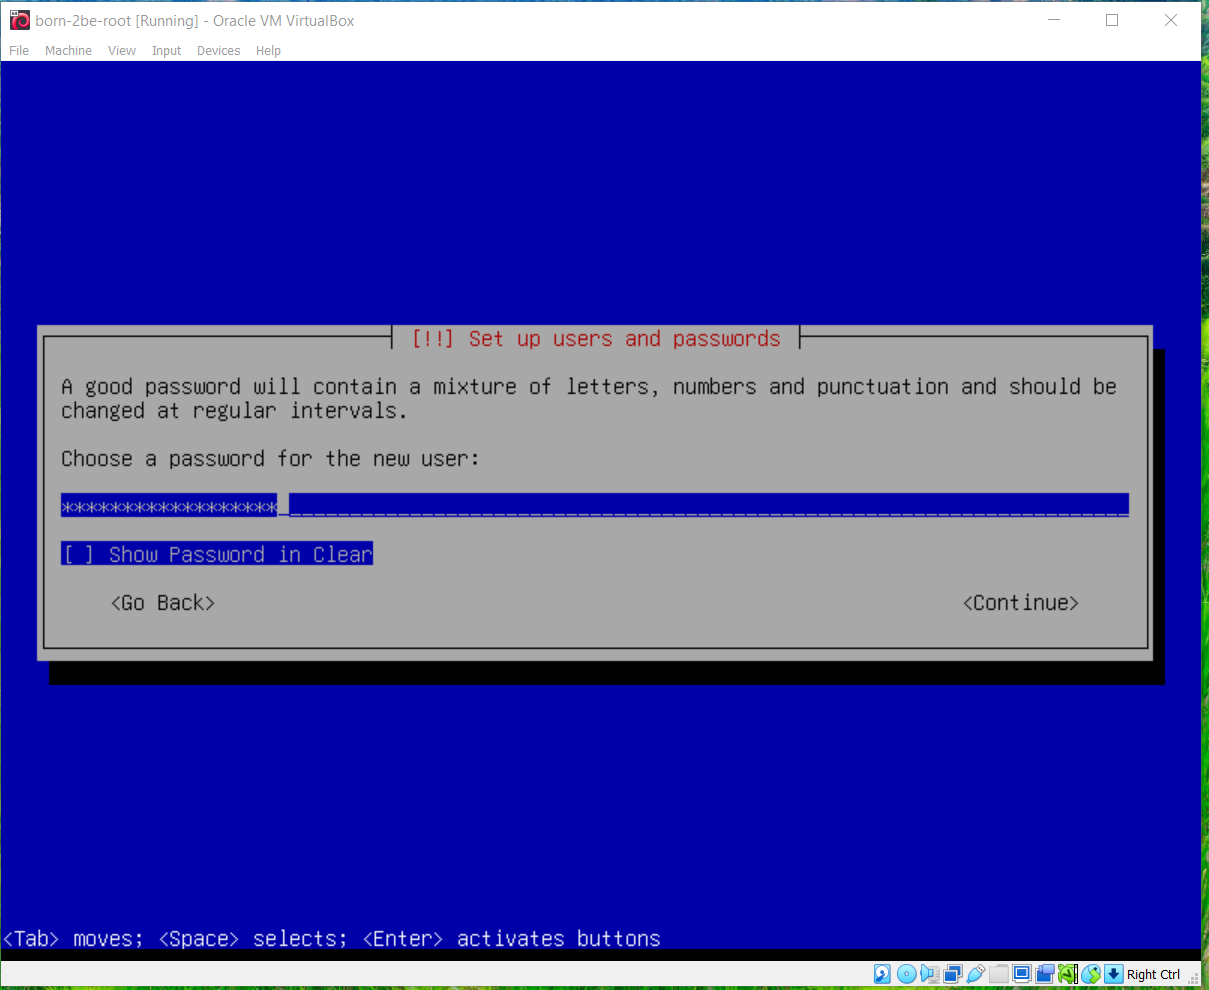 born-2be-root [Running] - Oracle VM VirtualBox
File Machine View Input Devices Help
[!!] Set up users and passwords
A good password will contain a mixture of letters, numbers and punctuation and should be
changed at regular intervals.
Choose a password for the new user:
******************
[ ] Show Password in Clear
<Go Back> <Continue>
<Tab> moves; <Space> selects; <Enter> activates buttons
Right Ctrl